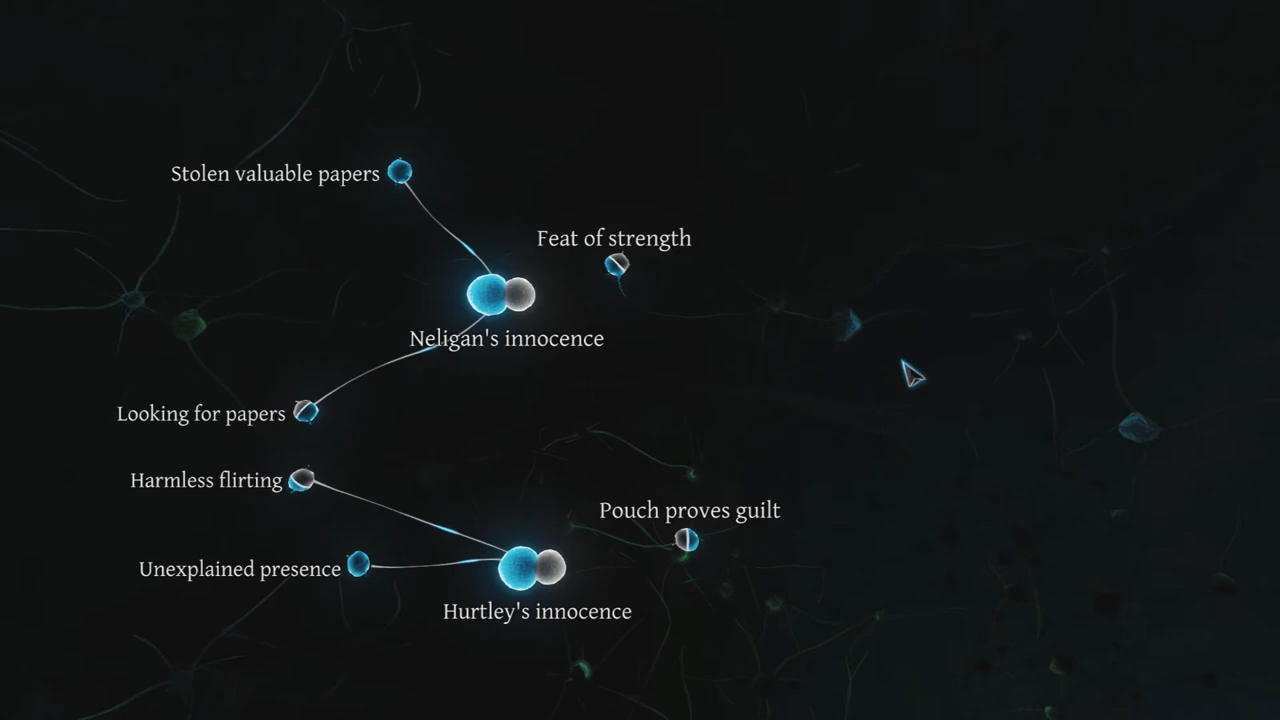 Stolen valuable papers
Feat of strength
Neligan's innocence
Looking for papers
Harmless flirting
Pouch proves guilt
Unexplained presence
Hurtley's innocence